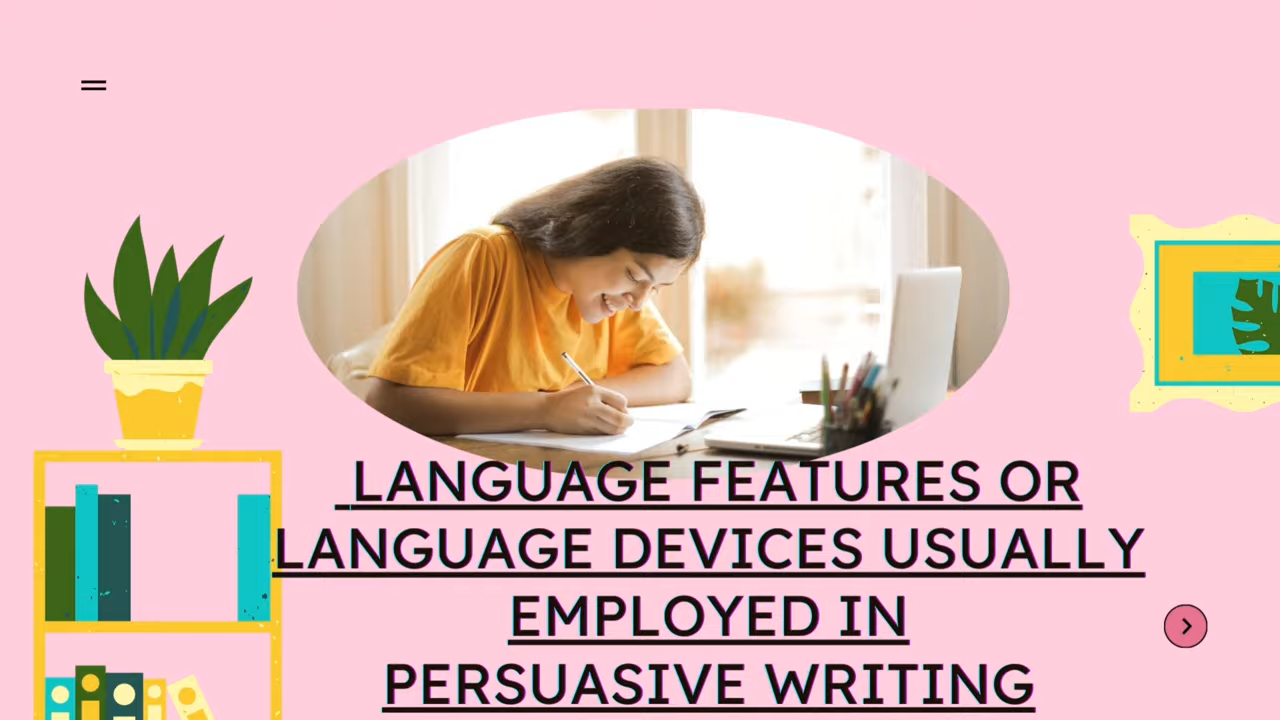 LANGUAGE FEATURES OR
LANGUAGE DEVICES USUALLY
EMPLOYED IN
PERSUASIVE WRITING